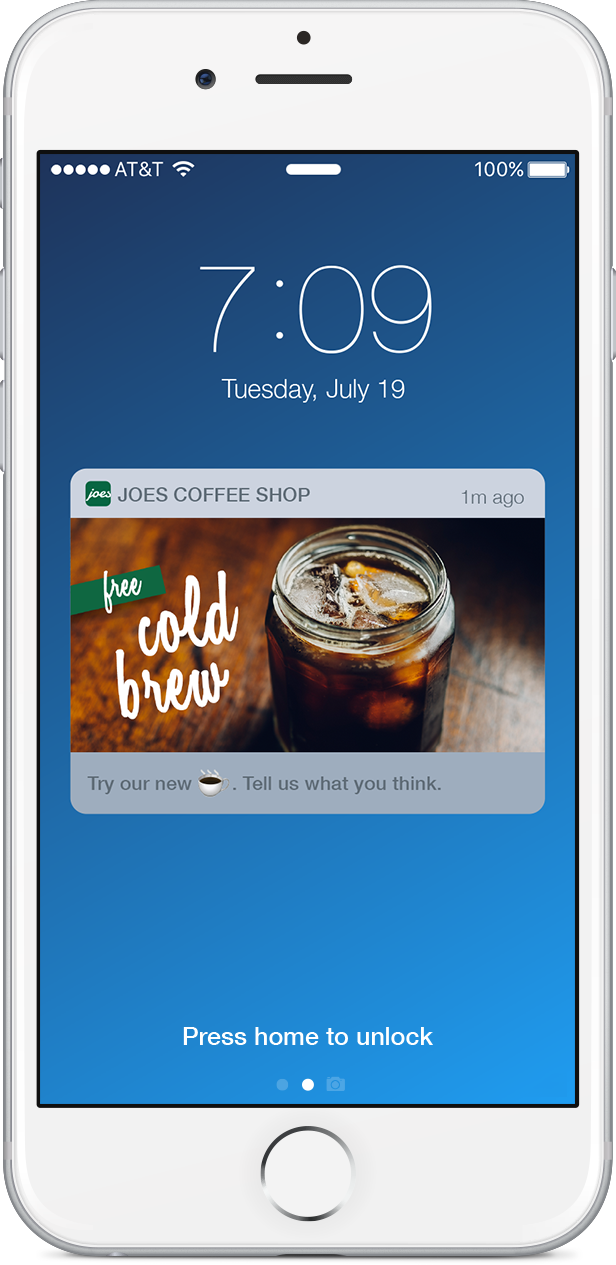 AT&T 100%
7:09
Tuesday, July 19
joes JOES COFFEE SHOP 1m ago
free
cold
brew
Try our new ☕. Tell us what you think.
Press home to unlock